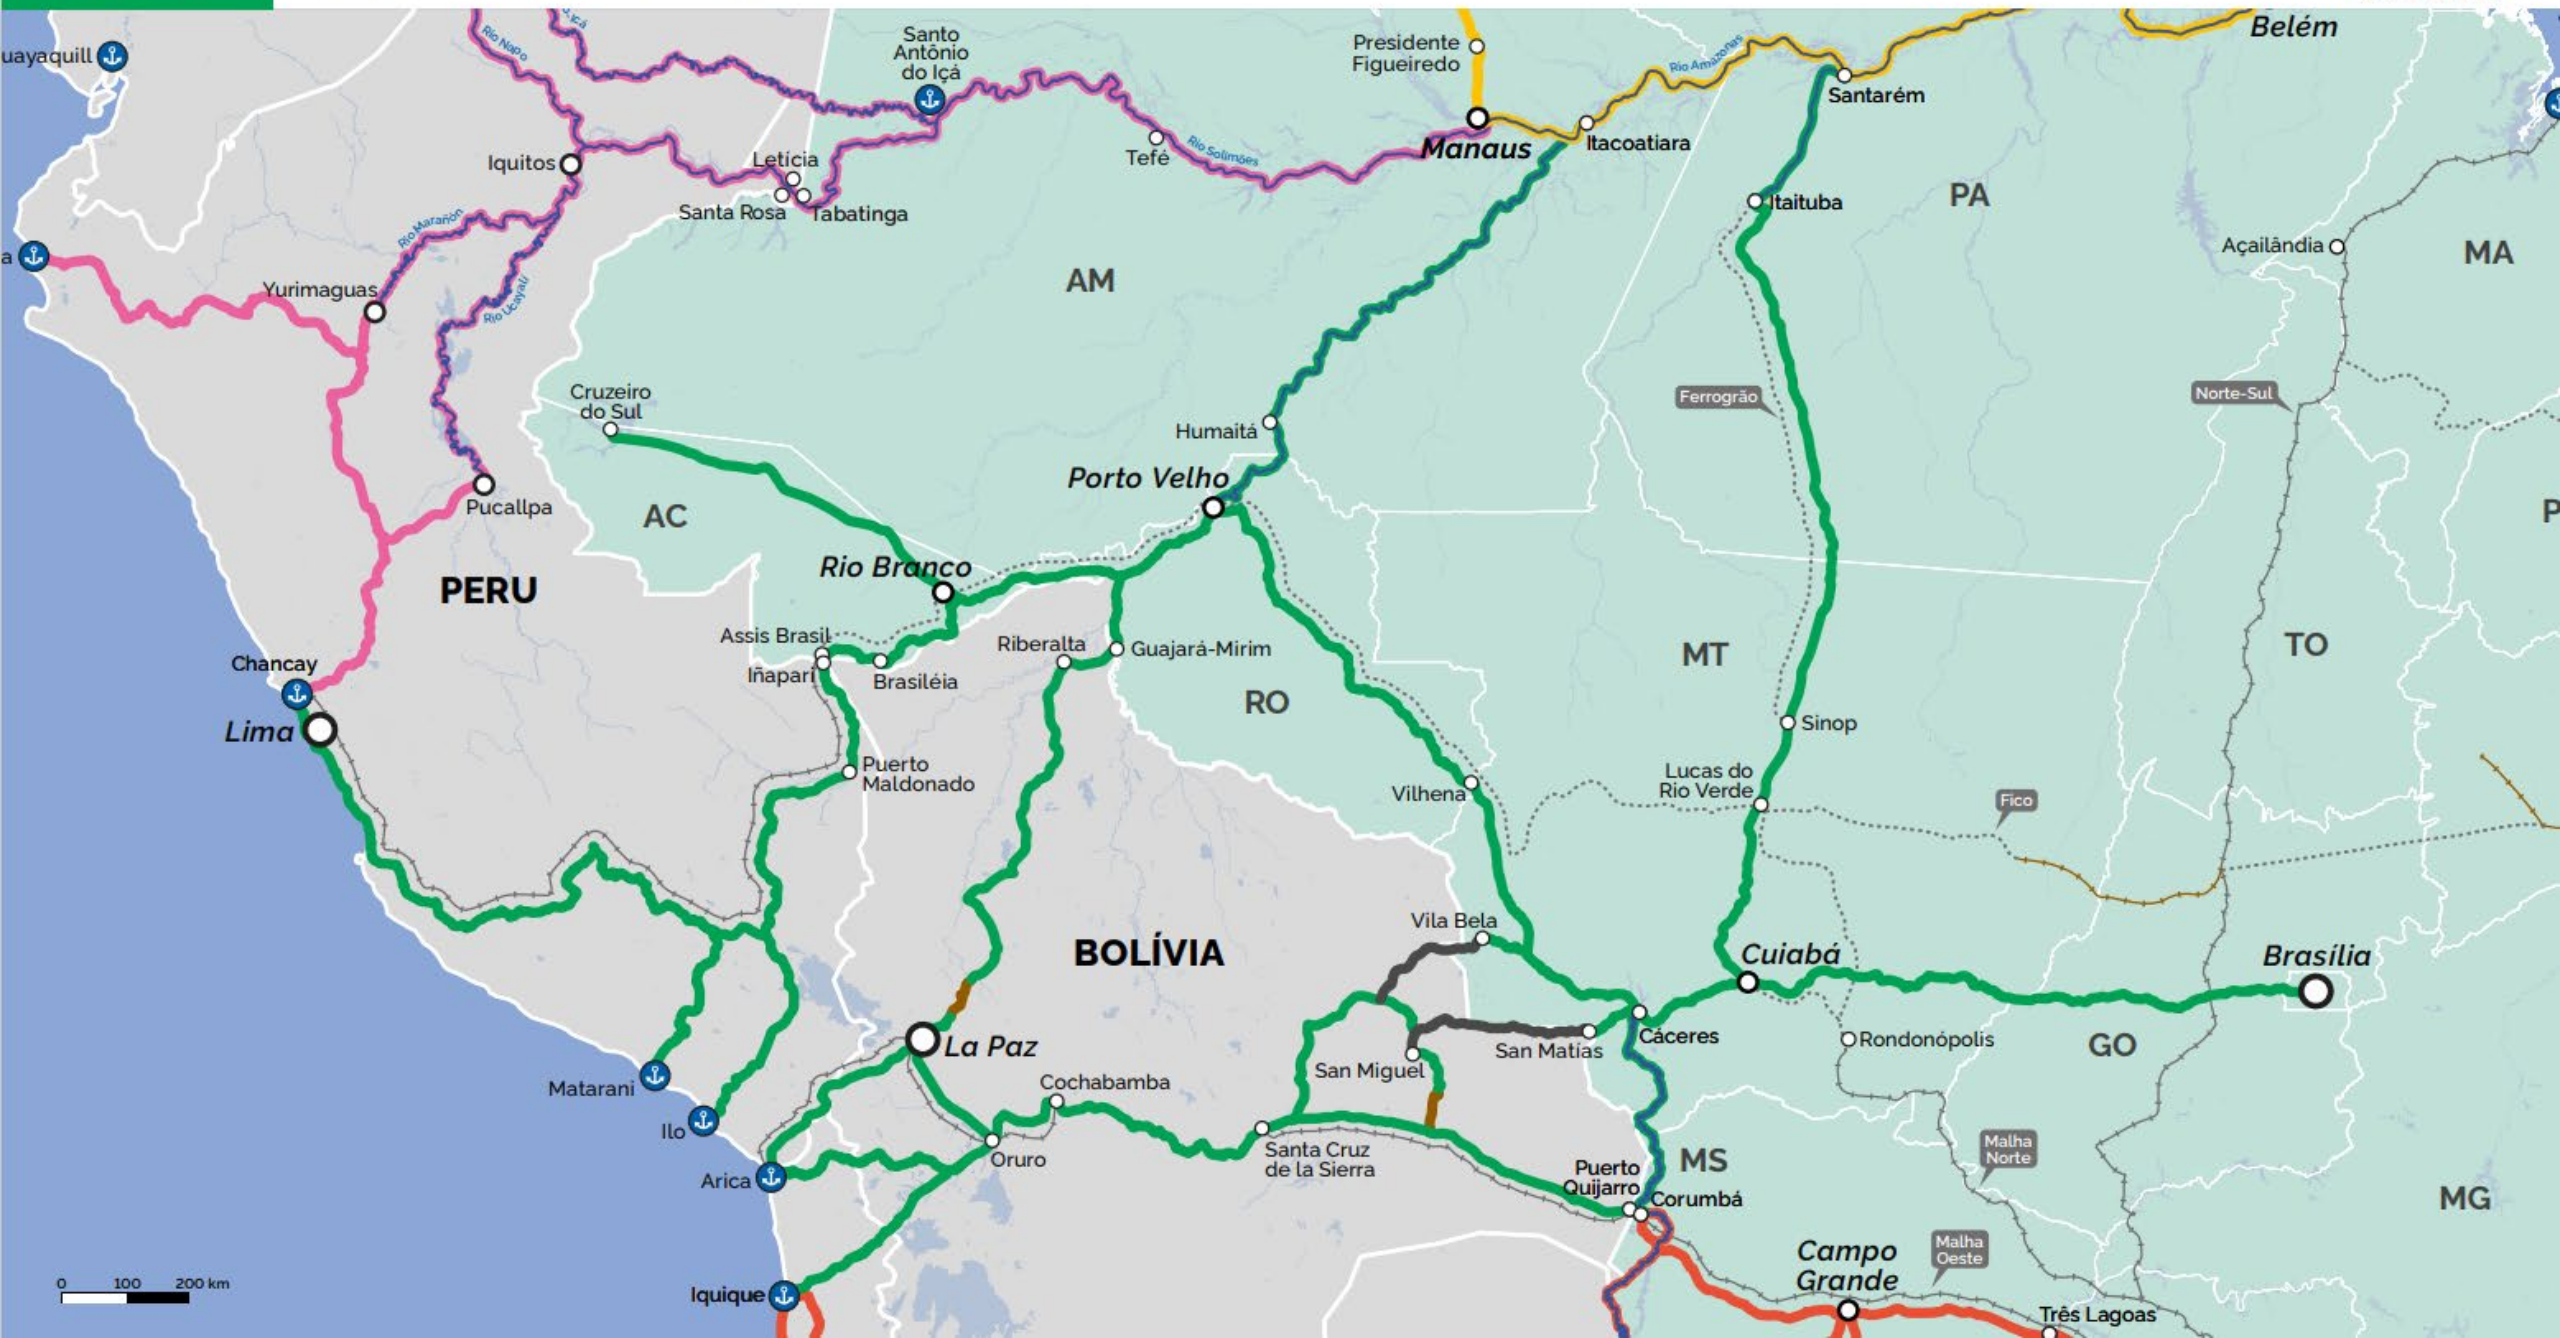 Belém
uayaquill
Rio Napo
Içá
Santo
Antônio
do Içá
Presidente
Figueiredo
Rio Amazonas
Santarém
Manaus
Itacoatiara
Iquitos
Letícia
Tefé
Rio Solimões
Santa Rosa
Tabatinga
Itaituba
PA
Rio Marañón
a
Açailândia
MA
Yurimaguas
Rio Ucayali
AM
Cruzeiro
do Sul
Ferrogrão
Norte-Sul
Humaitá
Porto Velho
Pucallpa
AC
P
Rio Branco
PERU
Assis Brasil
Riberalta
Guajará-Mirim
MT
TO
Chancay
Iñapari
Brasiléia
RO
Lima
Sinop
Puerto
Maldonado
Lucas do
Rio Verde
Vilhena
Fico
Vila Bela
BOLÍVIA
Cuiabá
Brasília
La Paz
Cáceres
San Matías
Rondonópolis
GO
San Miguel
Matarani
Cochabamba
Ilo
Santa Cruz
de la Sierra
Oruro
Malha
Norte
MS
Arica
Puerto
Quijarro
Corumbá
MG
Campo
Grande
Malha
Oeste
0 100 200 km
Iquique
Três Lagoas